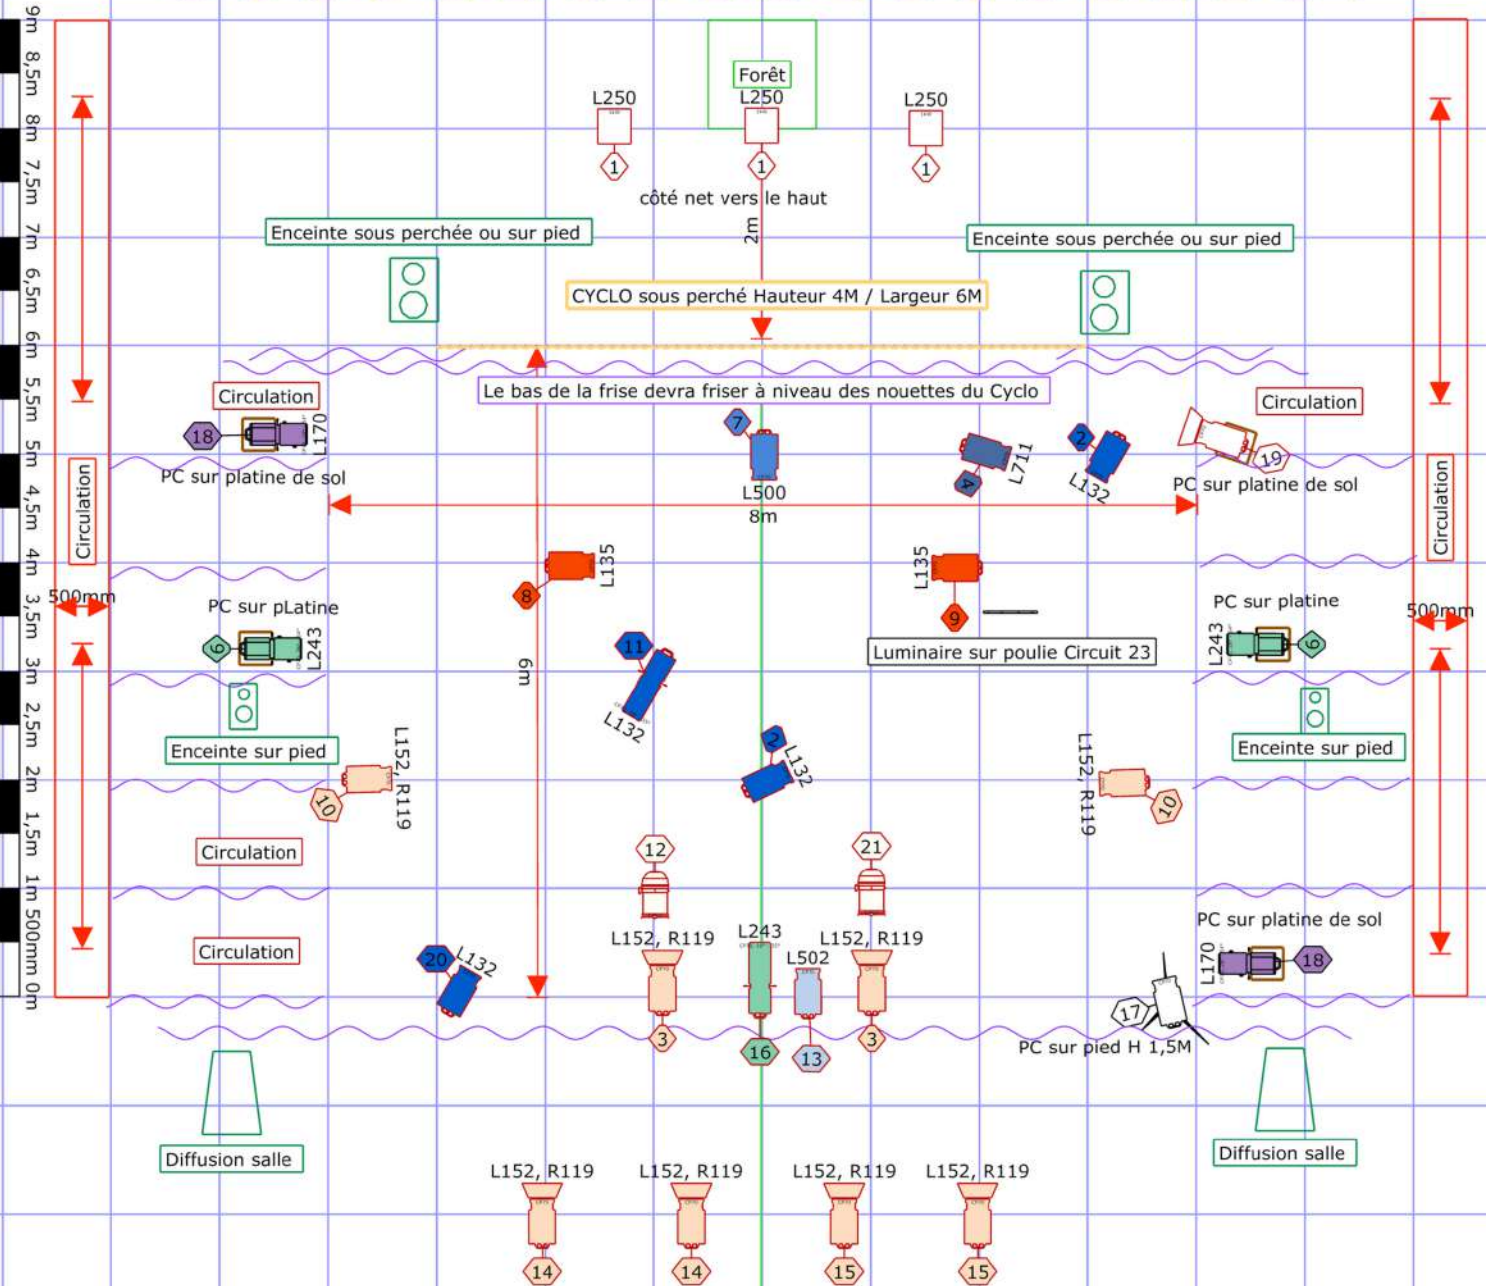 9m
8,5m
8m
7,5m
7m
6,5m
6m
5,5m
5m
4,5m
4m
3,5m
3m
2,5m
2m
1,5m
1m
500mm
0m
Forêt
L250
L250
L250
1
1
1
côté net vers le haut
2m
Enceinte sous perchée ou sur pied
Enceinte sous perchée ou sur pied
CYCLO sous perché Hauteur 4M / Largeur 6M
Le bas de la frise devra friser à niveau des nouettes du Cyclo
Circulation
Circulation
18
L170
PC sur platine de sol
7
L500
8m
4
L711
2
L132
19
PC sur platine de sol
Circulation
Circulation
8
L135
L135
9
500mm
500mm
PC sur pLatine
6
L243
PC sur platine
L243
6
11
L132
6m
Luminaire sur poulie Circuit 23
Enceinte sur pied
Enceinte sur pied
2
L132
L152, R119
10
L152, R119
10
12
21
Circulation
Circulation
L152, R119
3
L243
16
L502
13
L152, R119
3
20
L132
PC sur platine de sol
L170
18
17
PC sur pied H 1,5M
Diffusion salle
Diffusion salle
L152, R119
L152, R119
L152, R119
L152, R119
14
14
15
15